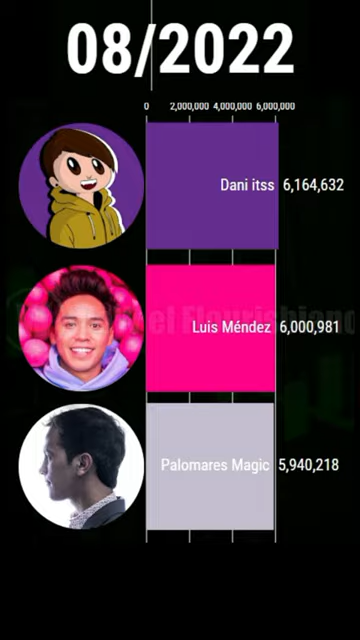 08/2022
0 2,000,000 4,000,000 6,000,000
Dani itss 6,164,632
Luis Méndez 6,000,981
Palomares Magic 5,940,218